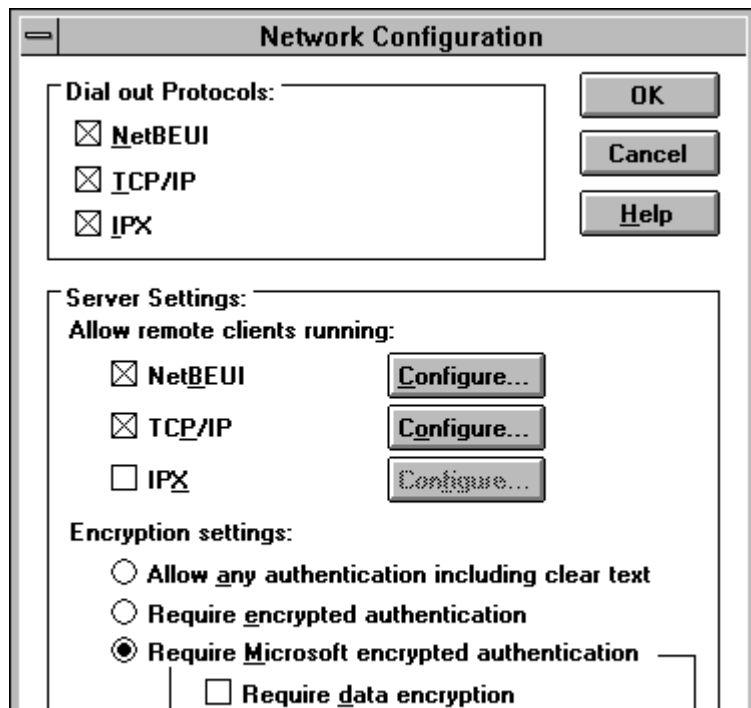 Network Configuration
Dial out Protocols:
NetBEUI
TCP/IP
IPX
OK
Cancel
Help
Server Settings:
Allow remote clients running:
NetBEUI Configure...
TCP/IP Configure...
IPX Configure...
Encryption settings:
Allow any authentication including clear text
Require encrypted authentication
Require Microsoft encrypted authentication
Require data encryption